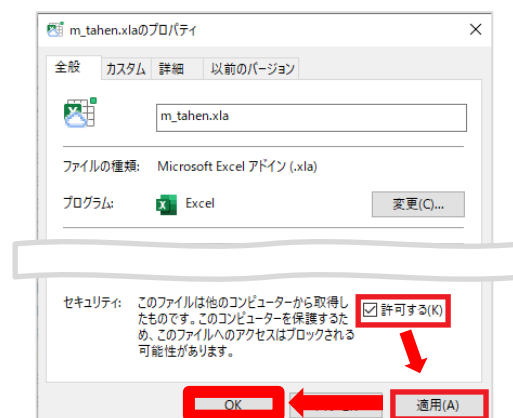 m_tahen.xlaのプロパティ
全般 カスタム 詳細 以前のバージョン
m_tahen.xla
ファイルの種類: Microsoft Excel アドイン (.xla)
プログラム: Excel 変更(C)...
セキュリティ: このファイルは他のコンピューターから取得し
たものです。このコンピューターを保護するため
め、このファイルへのアクセスはブロックされる
可能性があります。
許可する(K)
OK 適用(A)